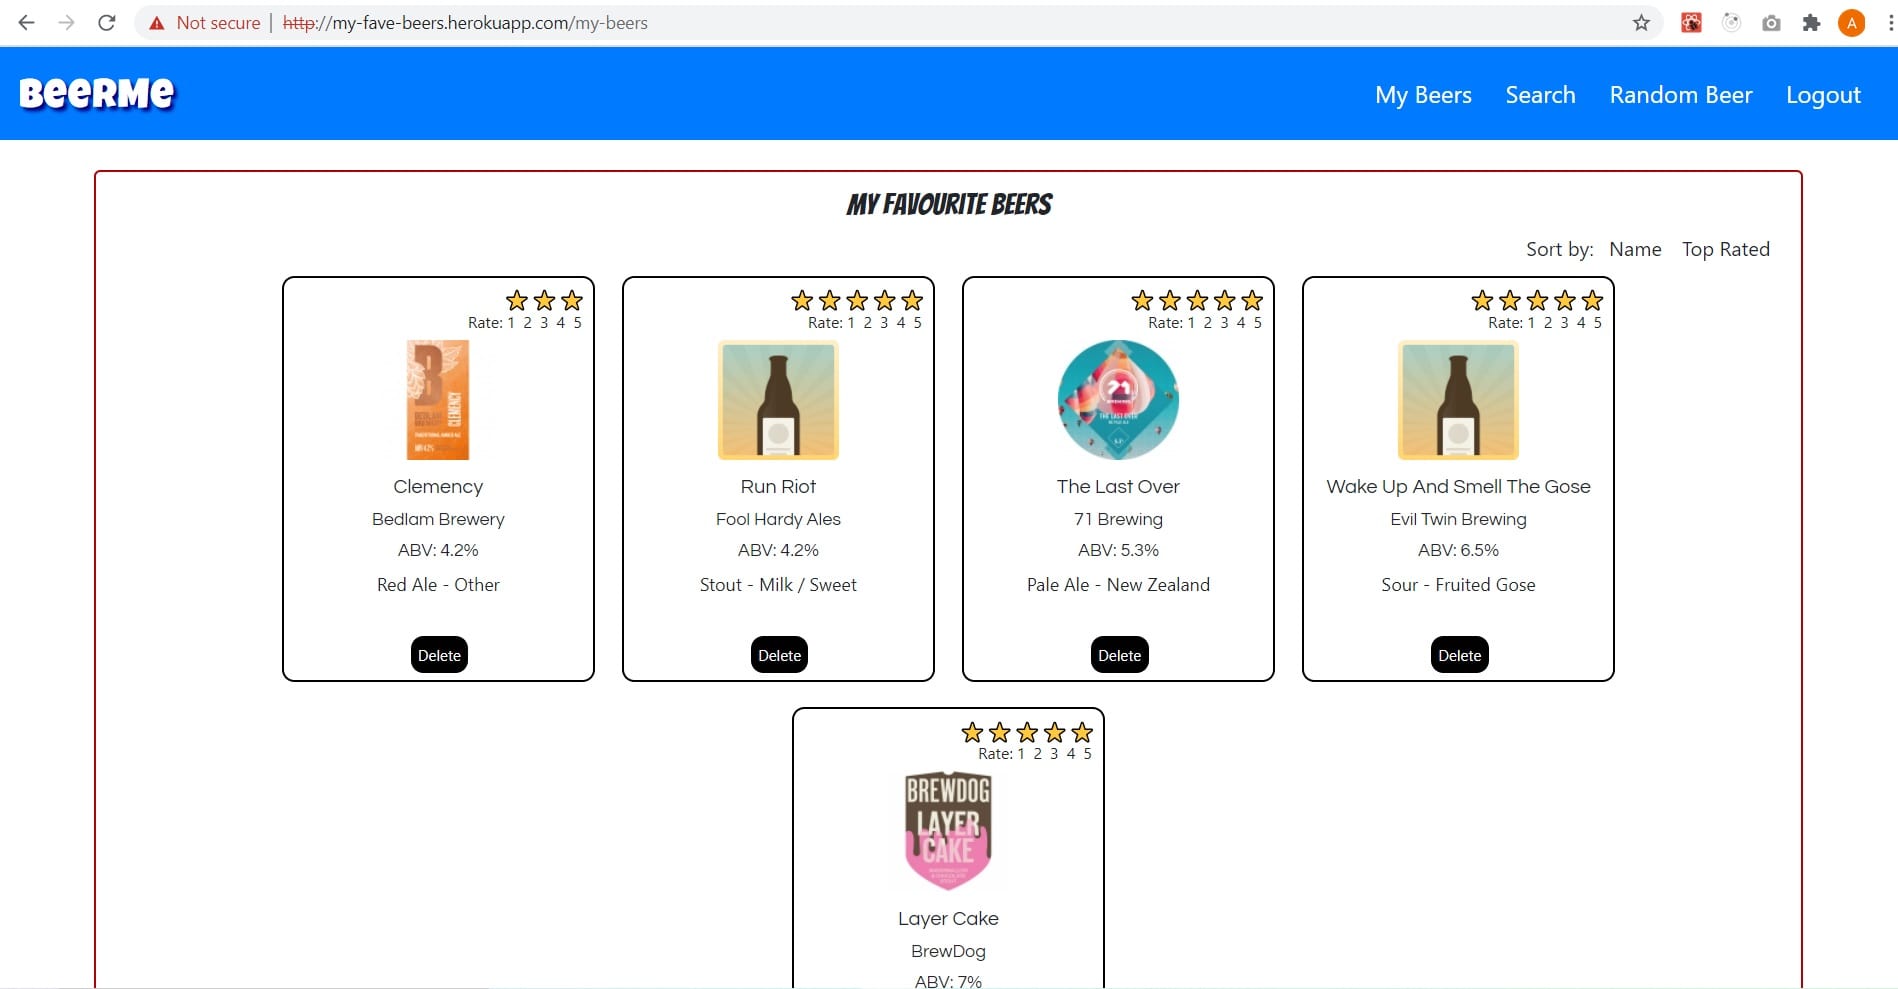 Not secure | http://my-fave-beers.herokuapp.com/my-beers
A
BeerMe
My Beers Search Random Beer Logout
MY FAVOURITE BEERS
Sort by: Name Top Rated
Rate: 1 2 3 4 5
B
CLEMENCY
Clemency
Bedlam Brewery
ABV: 4.2%
Red Ale - Other
Delete
Rate: 1 2 3 4 5
Run Riot
Fool Hardy Ales
ABV: 4.2%
Stout - Milk / Sweet
Delete
Rate: 1 2 3 4 5
71
THE LAST OVER
The Last Over
71 Brewing
ABV: 5.3%
Pale Ale - New Zealand
Delete
Rate: 1 2 3 4 5
Wake Up And Smell The Gose
Evil Twin Brewing
ABV: 6.5%
Sour - Fruited Gose
Delete
Rate: 1 2 3 4 5
BREWDOG
LAYER
CAKE
Layer Cake
BrewDog
ABV: 7%